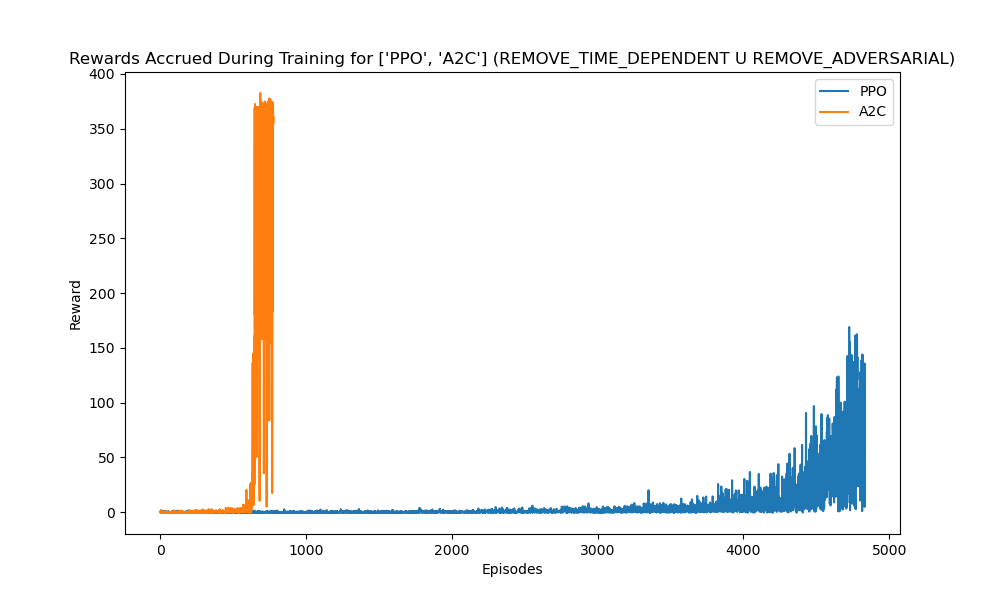 Rewards Accrued During Training for ['PPO', 'A2C'] (REMOVE_TIME_DEPENDENT U REMOVE_ADVERSARIAL)
PPO
A2C
400
350
300
250
200
150
100
50
0
Reward
0 1000 2000 3000 4000 5000
Episodes